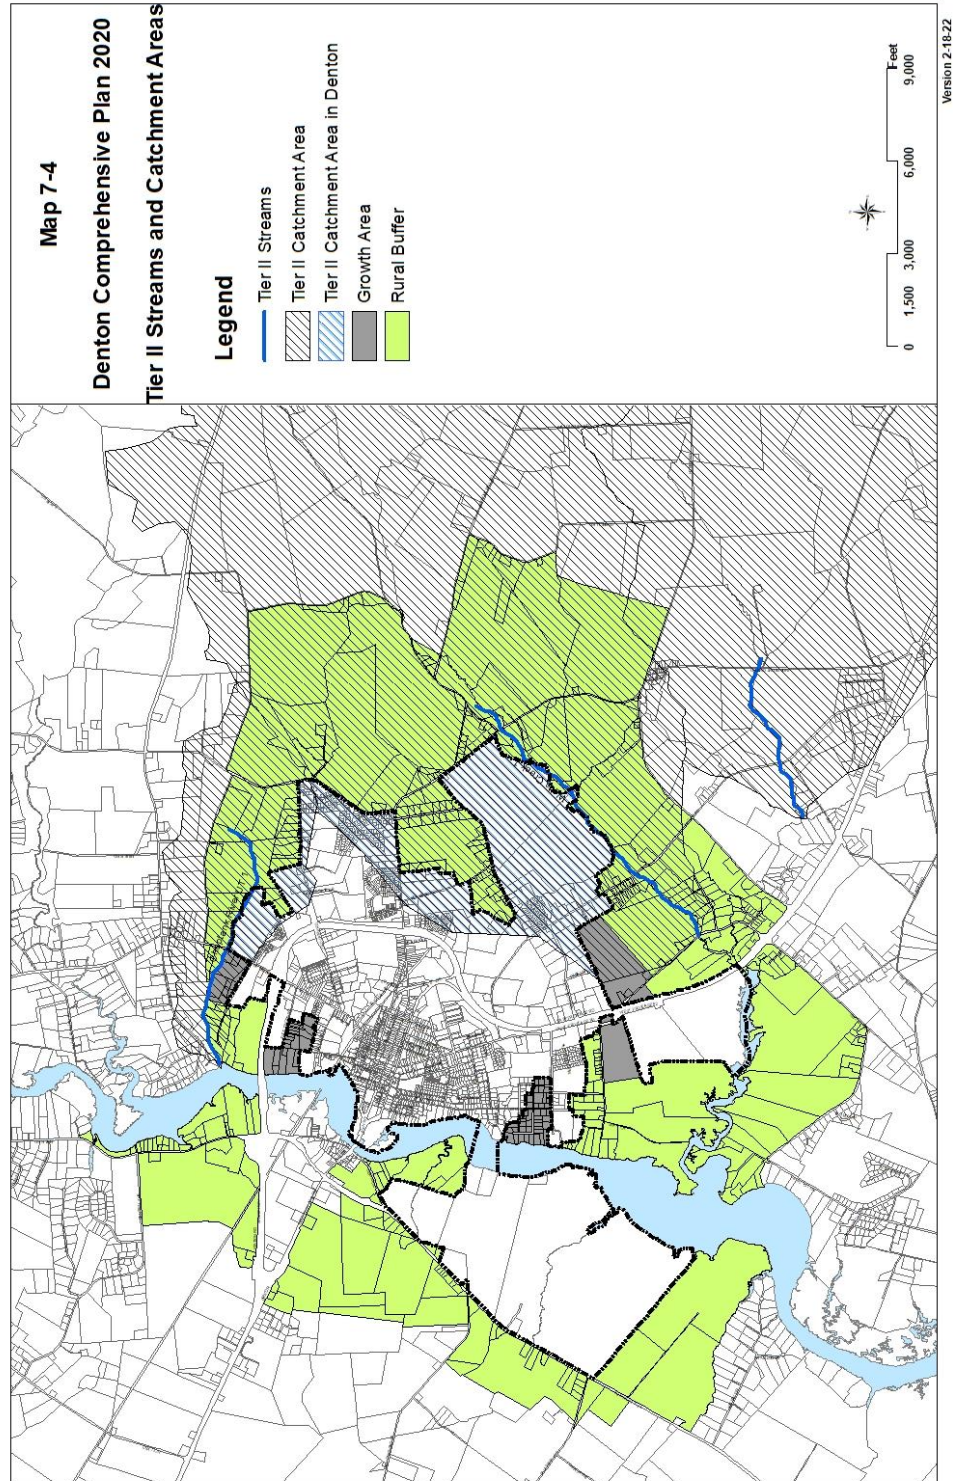 Map 7-4
Denton Comprehensive Plan 2020
Tier II Streams and Catchment Areas
Legend
Tier II Streams
Tier II Catchment Area
Tier II Catchment Area in Denton
Growth Area
Rural Buffer
Feet
0 1,500 3,000 6,000 9,000
Version 2-18-22